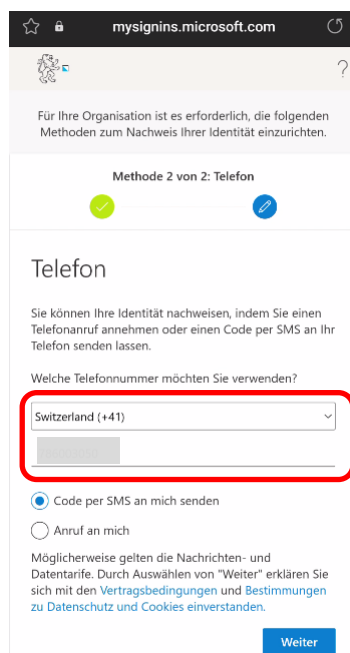 mysignins.microsoft.com
?
Für Ihre Organisation ist es erforderlich, die folgenden
Methoden zum Nachweis Ihrer Identität einzurichten.
Methode 2 von 2: Telefon
Telefon
Sie können Ihre Identität nachweisen, indem Sie einen
Telefonanruf annehmen oder einen Code per SMS an Ihr
Telefon senden lassen.
Welche Telefonnummer möchten Sie verwenden?
Switzerland (+41)
Code per SMS an mich senden
Anruf an mich
Möglicherweise gelten die Nachrichten- und
Datentarife. Durch Auswählen von "Weiter" erklären Sie
sich mit den Vertragsbedingungen und Bestimmungen
zu Datenschutz und Cookies einverstanden.
Weiter